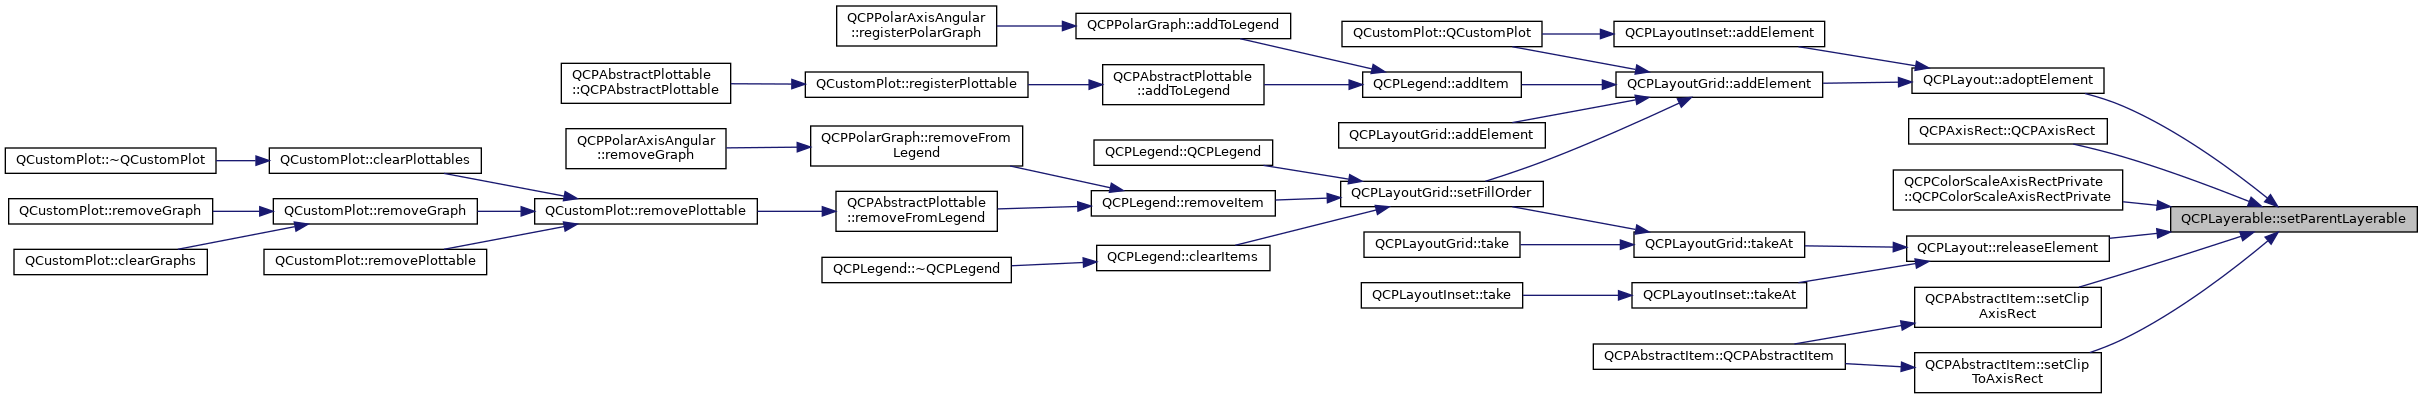 QCPPolarAxisAngular
::registerPolarGraph
QCPPolarGraph::addToLegend
QCustomPlot::QCustomPlot
QCPLayoutInset::addElement
QCPAbstractPlottable
::QCPAbstractPlottable
QCustomPlot::registerPlottable
QCPAbstractPlottable
::addToLegend
QCPLegend::addItem
QCPLayoutGrid::addElement
QCPLayout::adoptElement
QCPPolarAxisAngular
::removeGraph
QCPPolarGraph::removeFrom
Legend
QCPLegend::QCPLegend
QCPLayoutGrid::addElement
QCPAxisRect::QCPAxisRect
QCustomPlot::~QCustomPlot
QCustomPlot::clearPlottables
QCPLayoutGrid::setFillOrder
QCPColorScaleAxisRectPrivate
::QCPColorScaleAxisRectPrivate
QCustomPlot::removeGraph
QCustomPlot::removeGraph
QCustomPlot::removePlottable
QCPAbstractPlottable
::removeFromLegend
QCPLegend::removeItem
QCPLayerable::setParentLayerable
QCustomPlot::clearGraphs
QCustomPlot::removePlottable
QCPLegend::~QCPLegend
QCPLegend::clearItems
QCPLayoutGrid::take
QCPLayoutGrid::takeAt
QCPLayout::releaseElement
QCPLayoutInset::take
QCPLayoutInset::takeAt
QCPAbstractItem::setClip
AxisRect
QCPAbstractItem::QCPAbstractItem
QCPAbstractItem::setClip
ToAxisRect